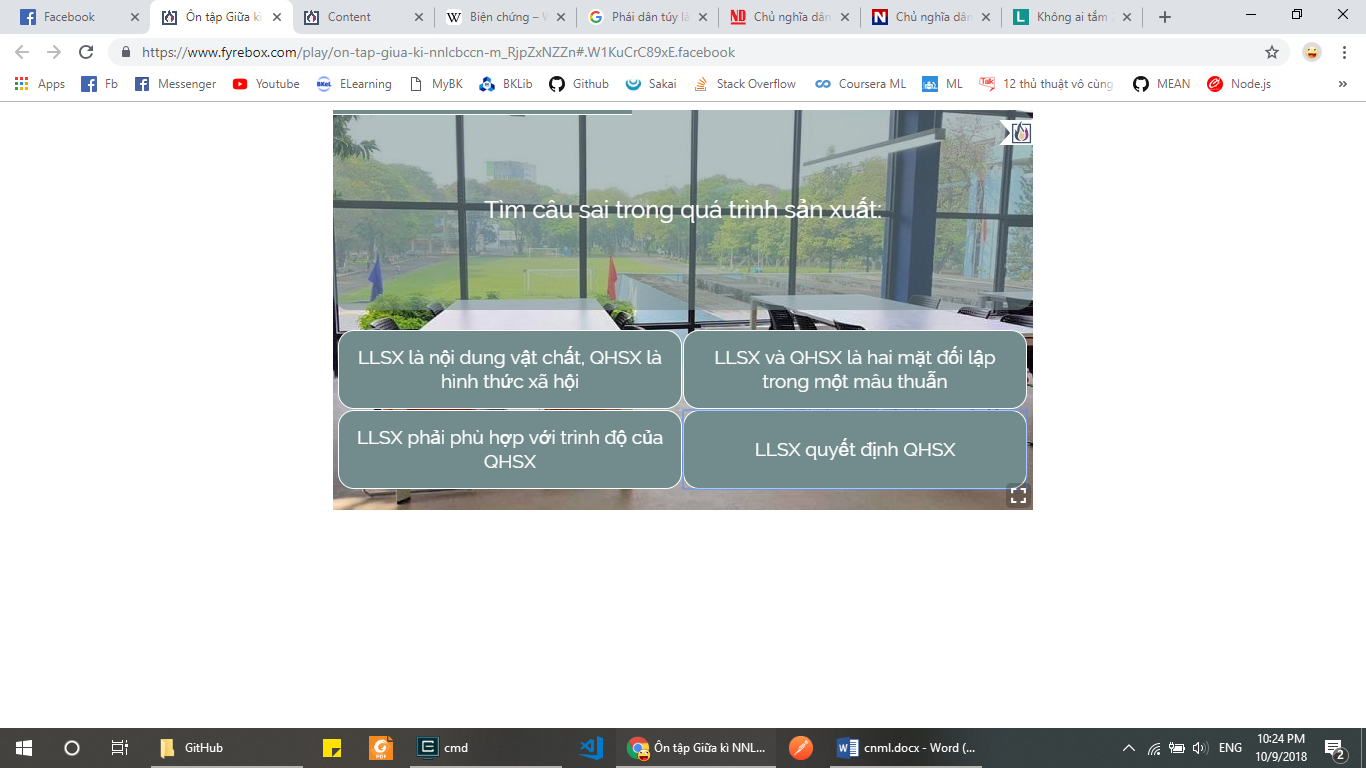 Facebook
Ôn tập Giữa kì
Content
Biện chứng – W
Phái dân túy là
Chủ nghĩa dân
Chủ nghĩa dân
Không ai tắm 2
https://www.fyrebox.com/play/on-tap-giua-ki-nnlcbccn-m_RjpZxNZZn#.W1KuCrC89xE.facebook
Apps
Fb
Messenger
Youtube
ELearning
MyBK
BKLib
Github
Sakai
Stack Overflow
Coursera ML
ML
12 thủ thuật vô cùng
MEAN
Node.js
Tìm câu sai trong quá trình sản xuất:
LLSX là nội dung vật chất, QHSX là
hình thức xã hội
LLSX và QHSX là hai mặt đối lập
trong một mâu thuẫn
LLSX phải phù hợp với trình độ của
QHSX
LLSX quyết định QHSX
GitHub
cmd
Ôn tập Giữa kì NNL...
cnml.docx - Word (...
ENG
10:24 PM
10/9/2018
2